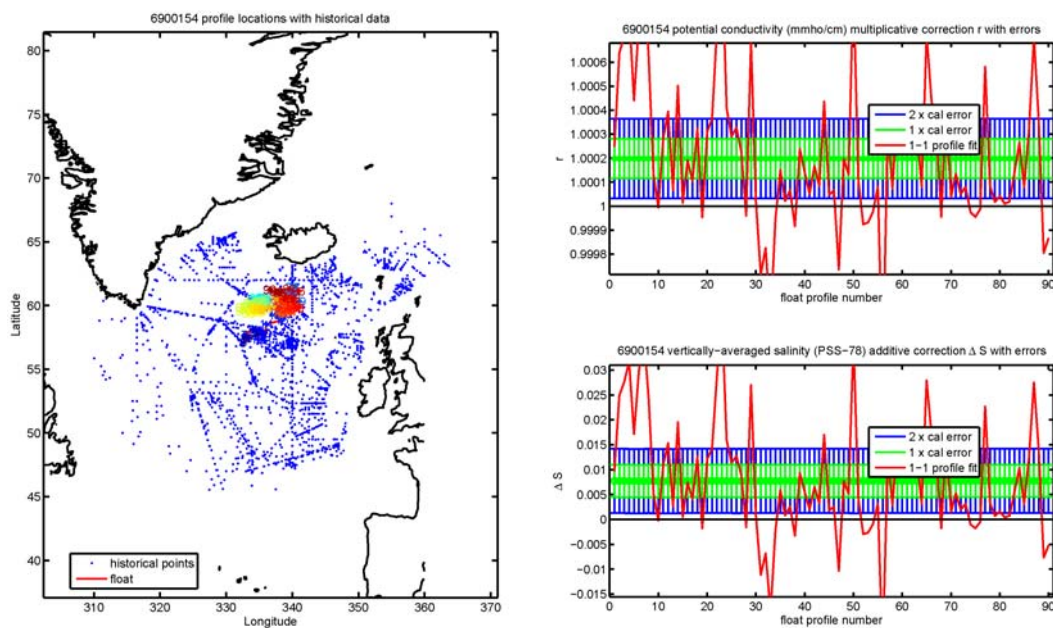 6900154 profile locations with historical data
80
75
70
65
60
55
50
45
40
Latitude
historical points
float
310
320
330
340
350
360
370
Longitude
6900154 potential conductivity (mmho/cm) multiplicative correction r with errors
1.0006
1.0004
1.0003
1.0002
1.0001
1
0.9999
0.9998
r
2 x cal error
1 x cal error
1-1 profile fit
0 10 20 30 40 50 60 70 80 90
float profile number
6900154 vertically-averaged salinity (PSS-78) additive correction Δ S with errors
0.03
0.025
0.02
0.015
0.01
0.005
0
-0.005
-0.01
-0.015
Δ S
2 x cal error
1 x cal error
1-1 profile fit
0 10 20 30 40 50 60 70 80 90
float profile number